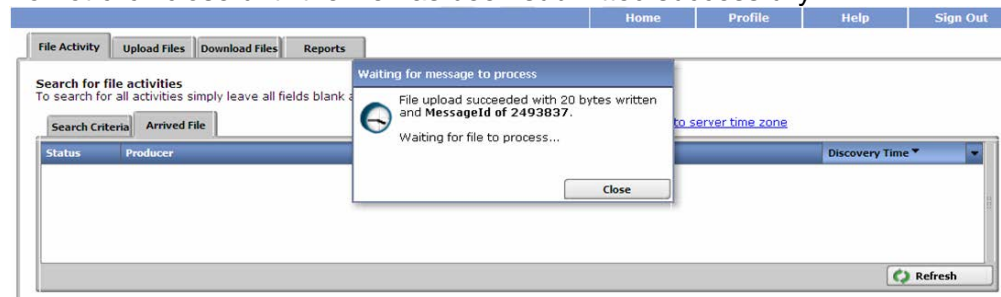 Home Profile Help Sign Out
File Activity Upload Files Download Files Reports
Search for file activities
To search for all activities simply leave all fields blank
to server time zone
Search Criteria Arrived File
Status Producer Discovery Time
Waiting for message to process
File upload succeeded with 20 bytes written
and MessageId of 2493837.
Waiting for file to process...
Close
Refresh